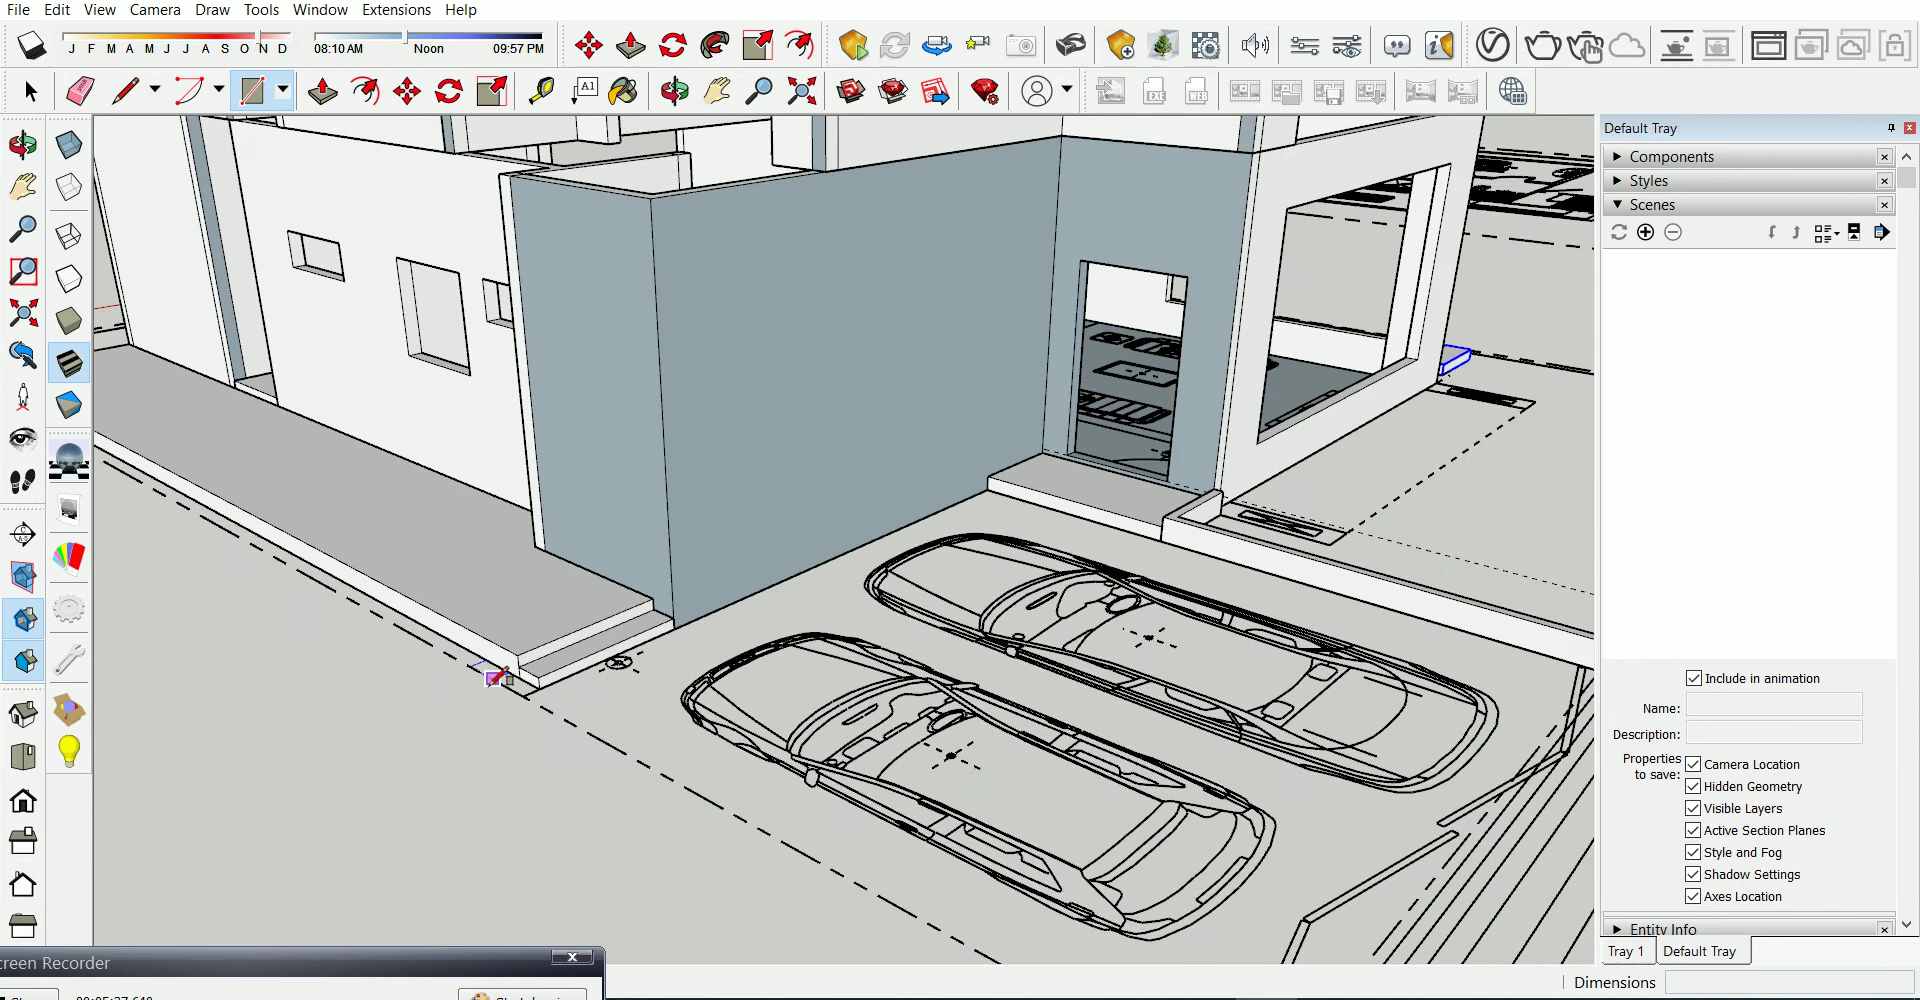 File Edit View Camera Draw Tools Window Extensions Help
J F M A M J J A S O N D 08:10 AM Noon 09:57 PM
Default Tray
Components
Styles
Scenes
Include in animation
Name:
Description:
Properties to save:
Camera Location
Hidden Geometry
Visible Layers
Active Section Planes
Style and Fog
Shadow Settings
Axes Location
Entity Info
Tray 1 Default Tray
creen Recorder
Dimensions